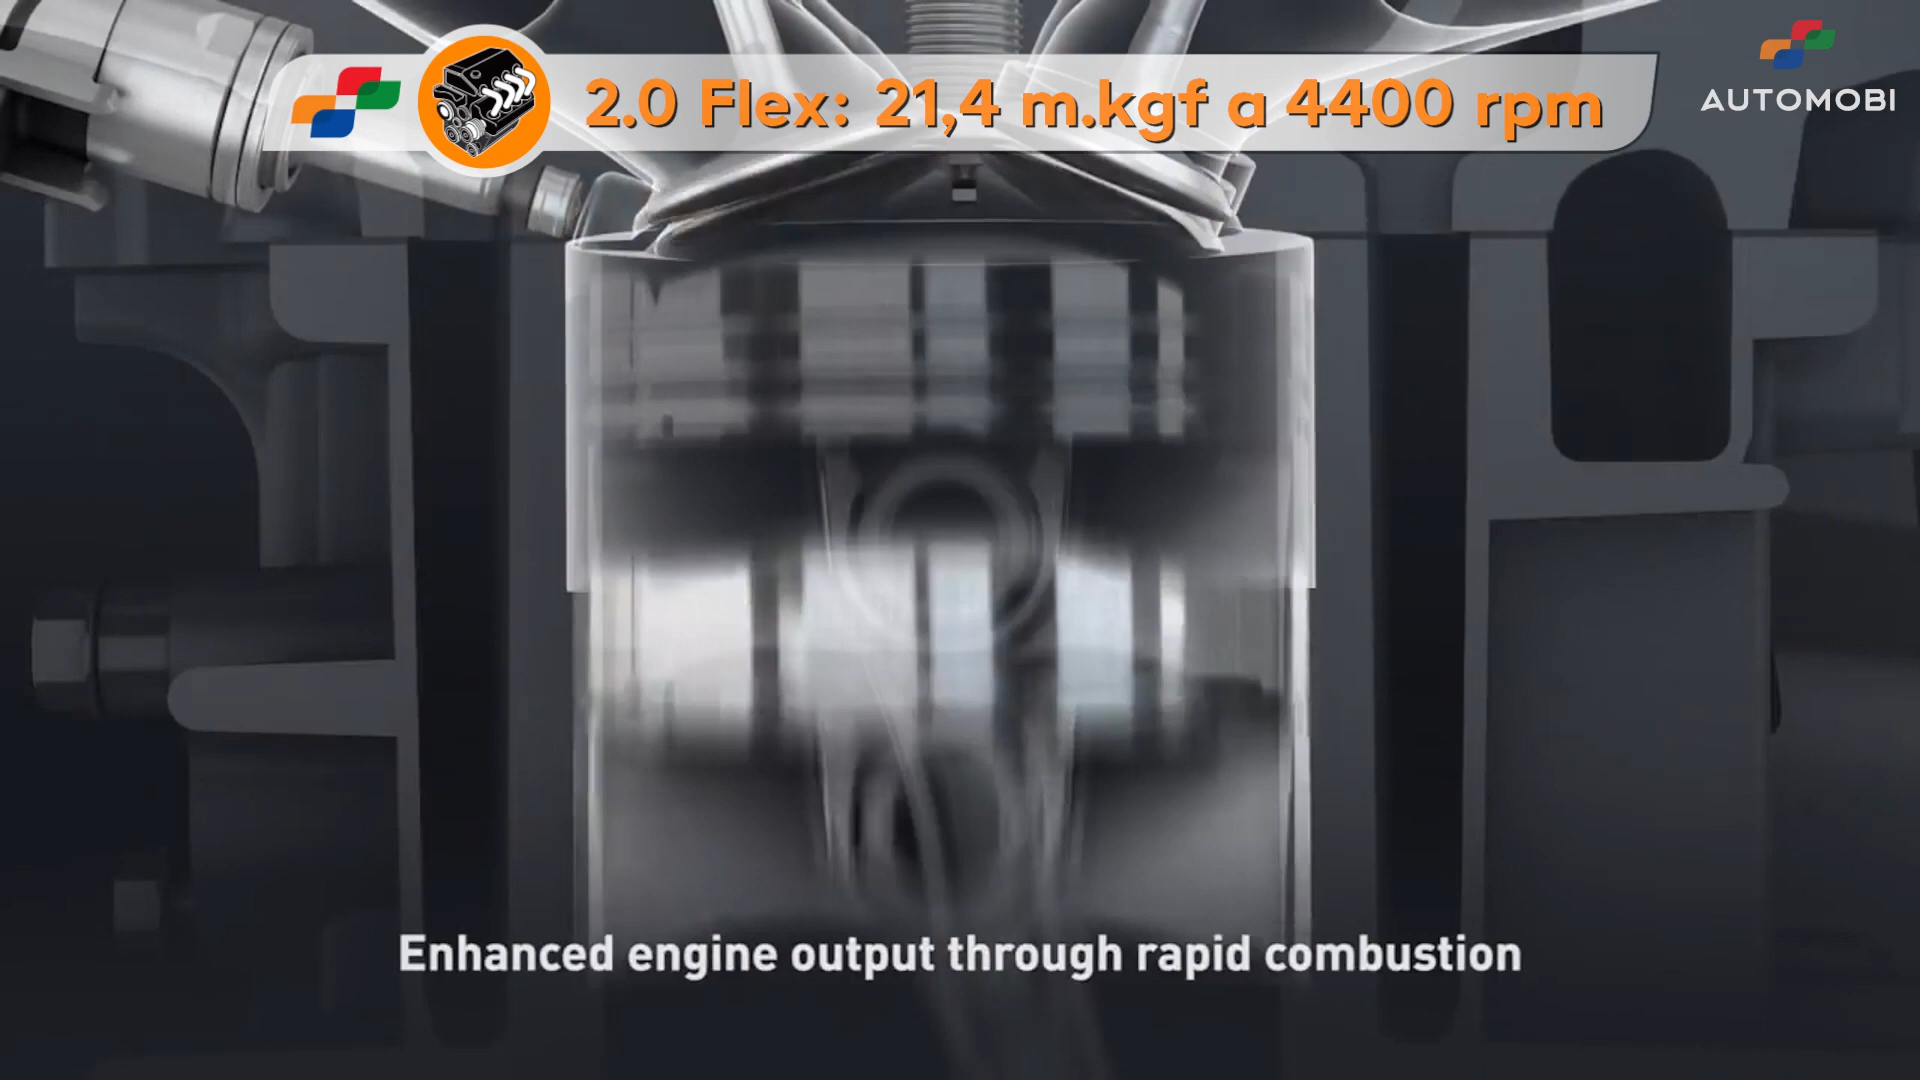 2.0 Flex: 21,4 m.kgf a 4400 rpm
AUTOMOBI
Enhanced engine output through rapid combustion